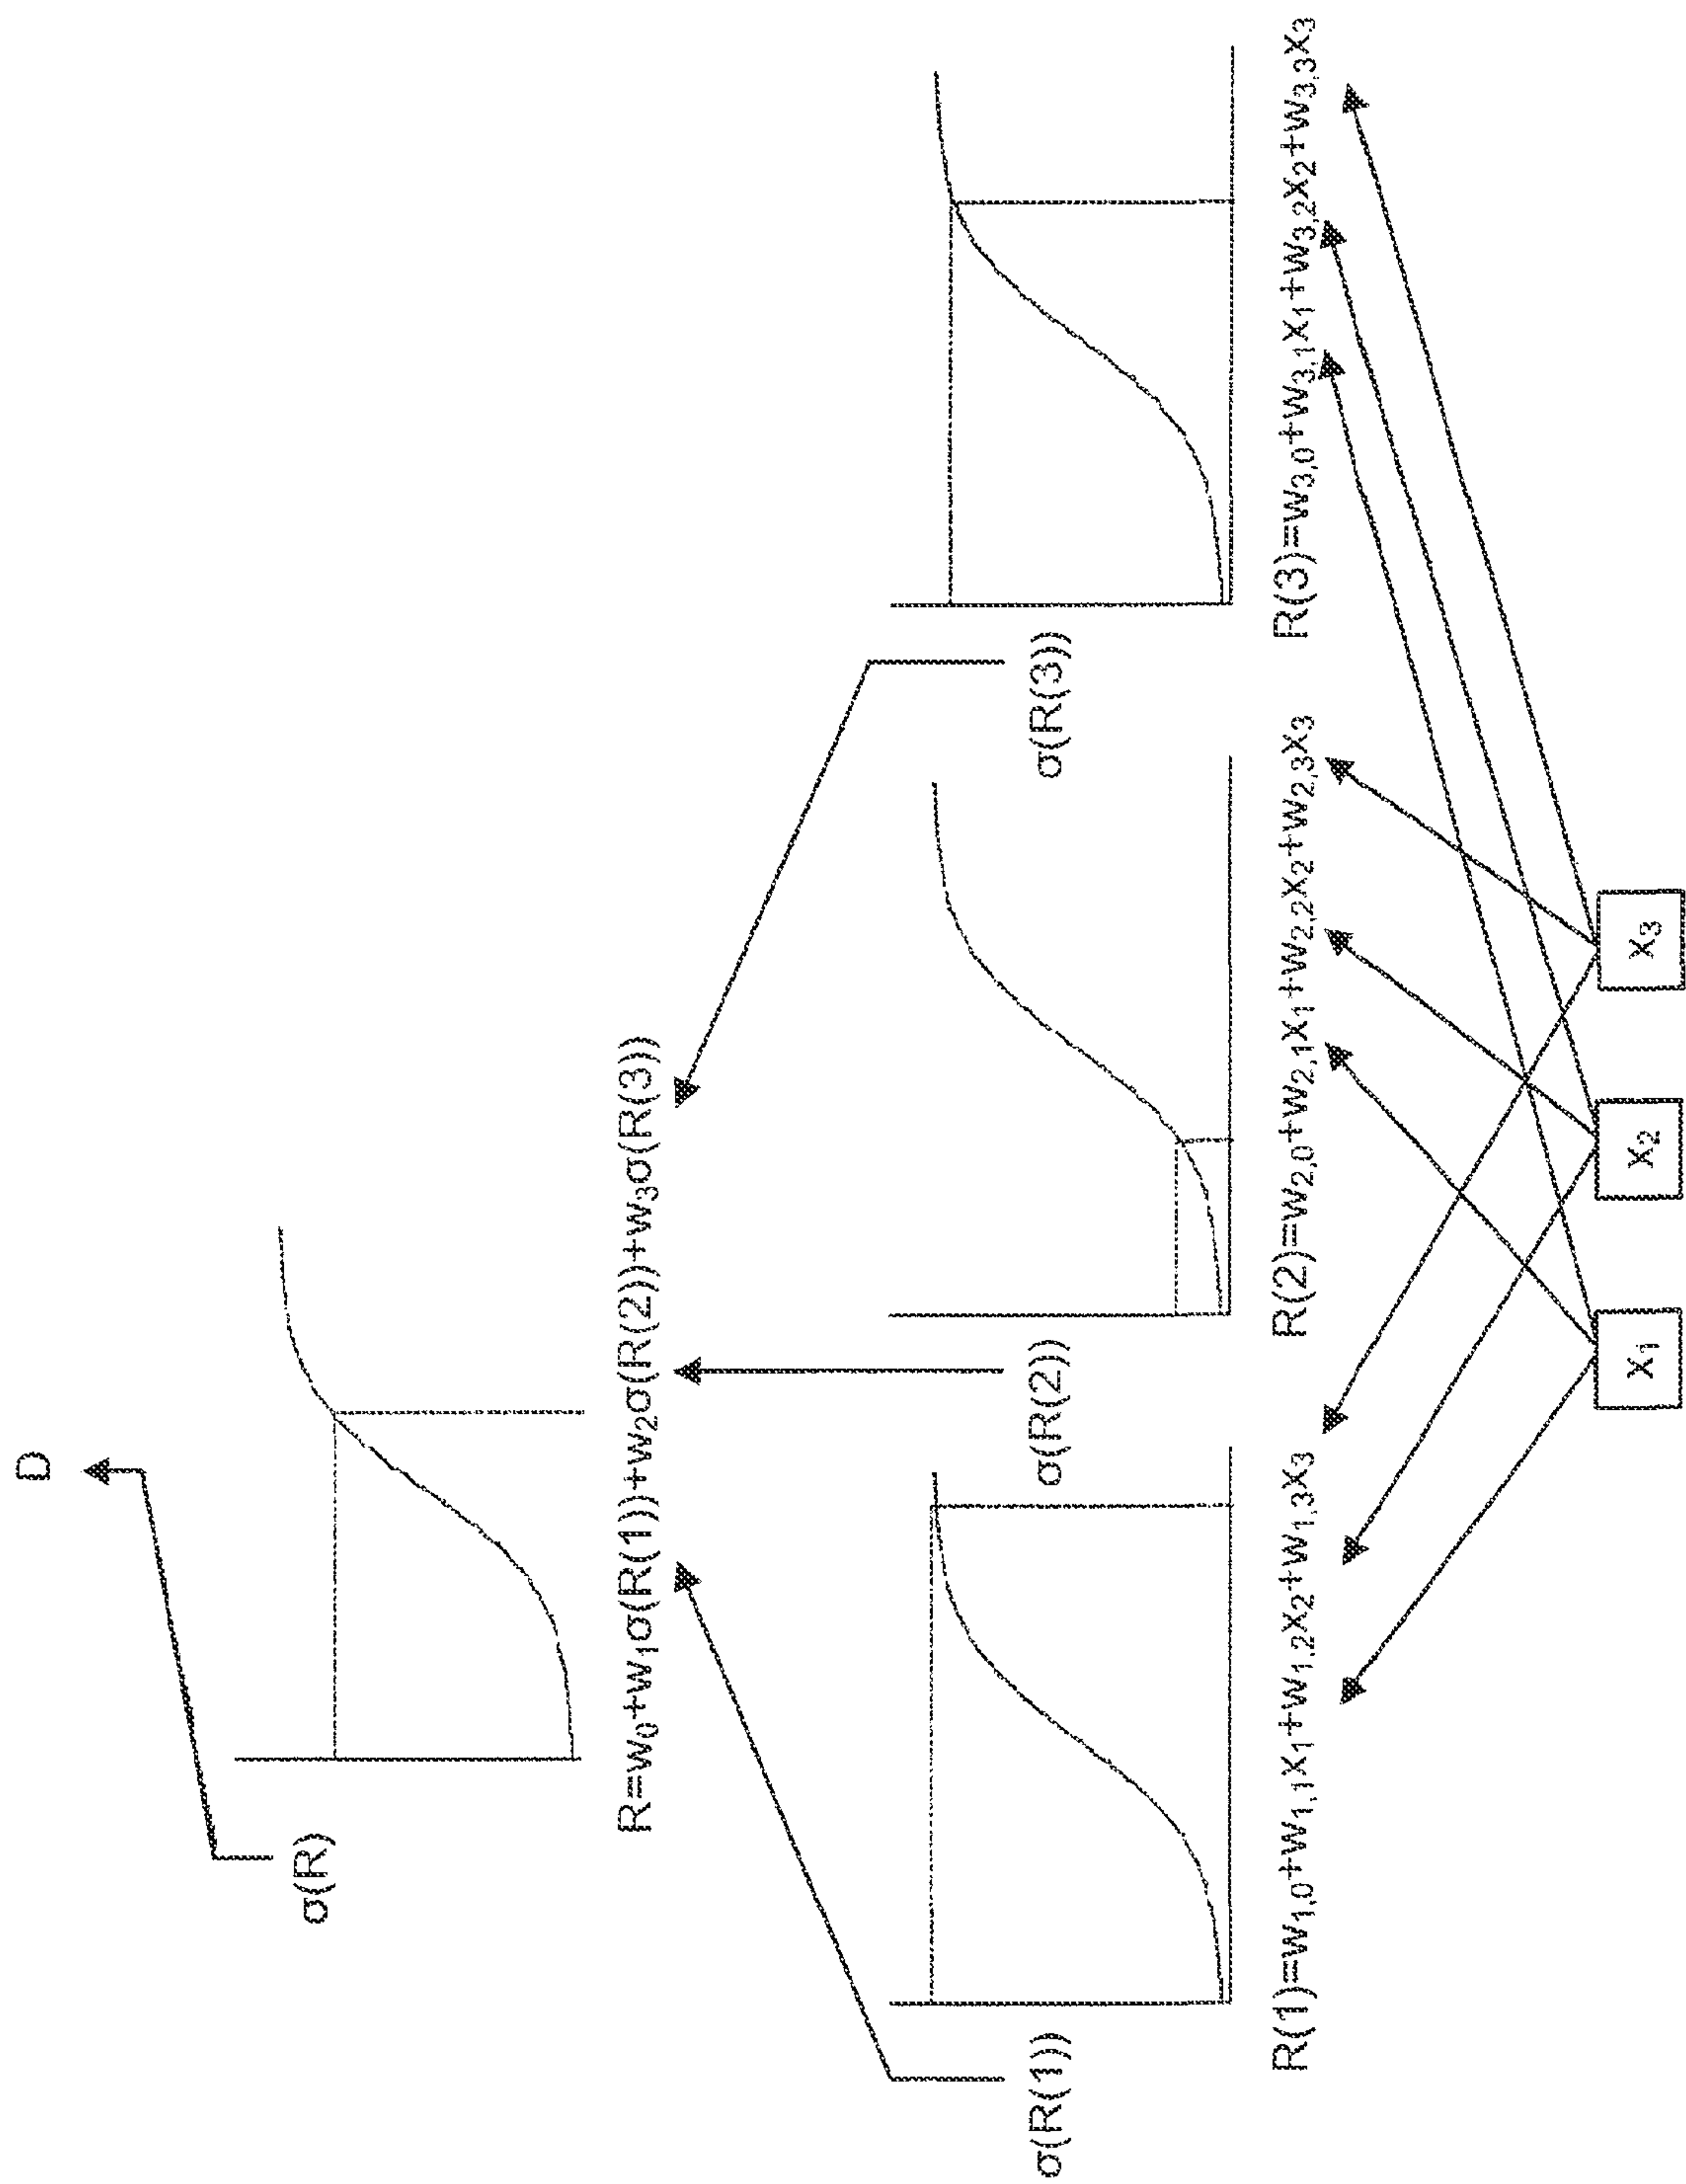 D
σ(R)
R=w₀+w₁σ(R(1))+w₂σ(R(2))+w₃σ(R(3))
σ(R(1))
σ(R(2))
σ(R(3))
R(1)=w₁,₀+w₁,₁x₁+w₁,₂x₂+w₁,₃x₃
R(2)=w₂,₀+w₂,₁x₁+w₂,₂x₂+w₂,₃x₃
R(3)=w₃,₀+w₃,₁x₁+w₃,₂x₂+w₃,₃x₃
x₁
x₂
x₃